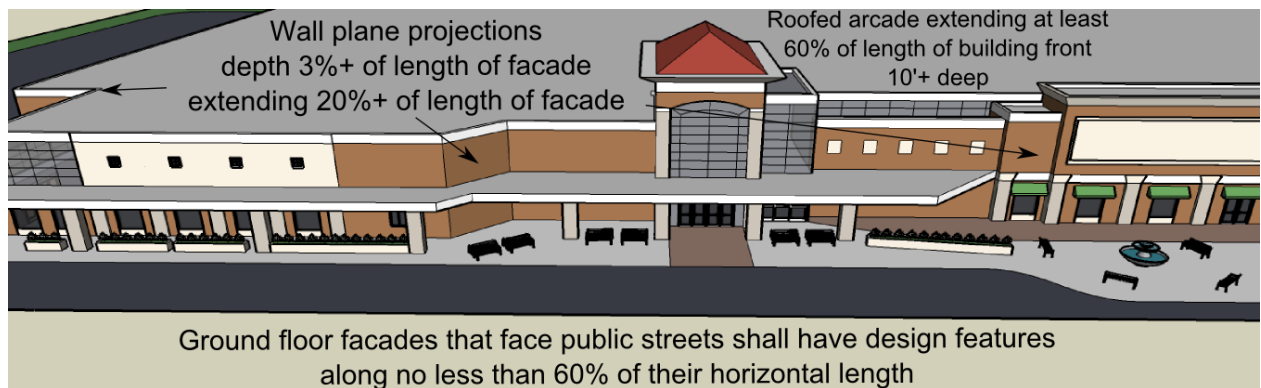 Wall plane projections
depth 3%+ of length of facade
extending 20%+ of length of facade
Roofed arcade extending at least
60% of length of building front
10'+ deep
Ground floor facades that face public streets shall have design features
along no less than 60% of their horizontal length